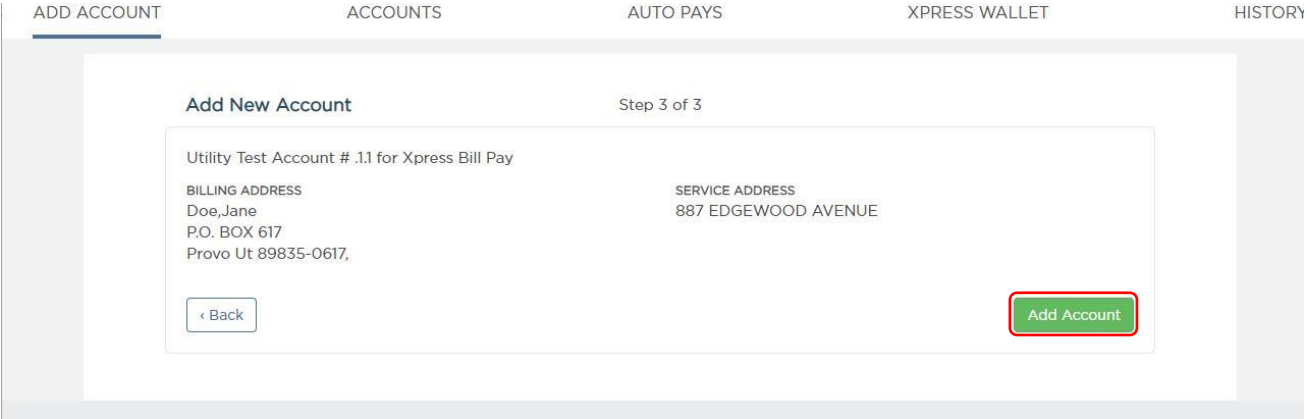 ADD ACCOUNT ACCOUNTS AUTO PAYS XPRESS WALLET HISTORY
Add New Account Step 3 of 3
Utility Test Account # .1.1 for Xpress Bill Pay
BILLING ADDRESS SERVICE ADDRESS
Doe,Jane 887 EDGEWOOD AVENUE
P.O. BOX 617
Provo Ut 89835-0617,
‹ Back Add Account